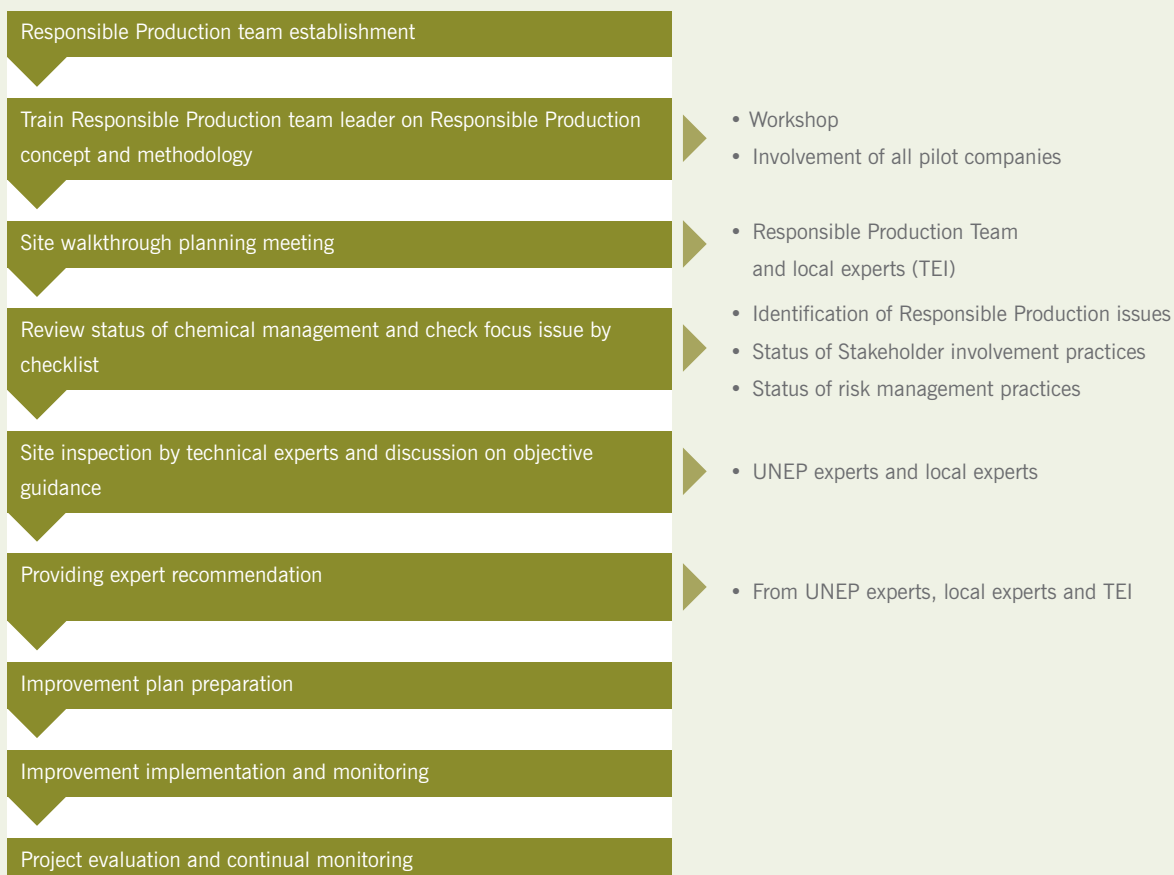 Responsible Production team establishment
Train Responsible Production team leader on Responsible Production
concept and methodology
• Workshop
• Involvement of all pilot companies
Site walkthrough planning meeting
• Responsible Production Team
and local experts (TEI)
Review status of chemical management and check focus issue by
checklist
• Identification of Responsible Production issues
• Status of Stakeholder involvement practices
• Status of risk management practices
Site inspection by technical experts and discussion on objective
guidance
• UNEP experts and local experts
Providing expert recommendation
• From UNEP experts, local experts and TEI
Improvement plan preparation
Improvement implementation and monitoring
Project evaluation and continual monitoring